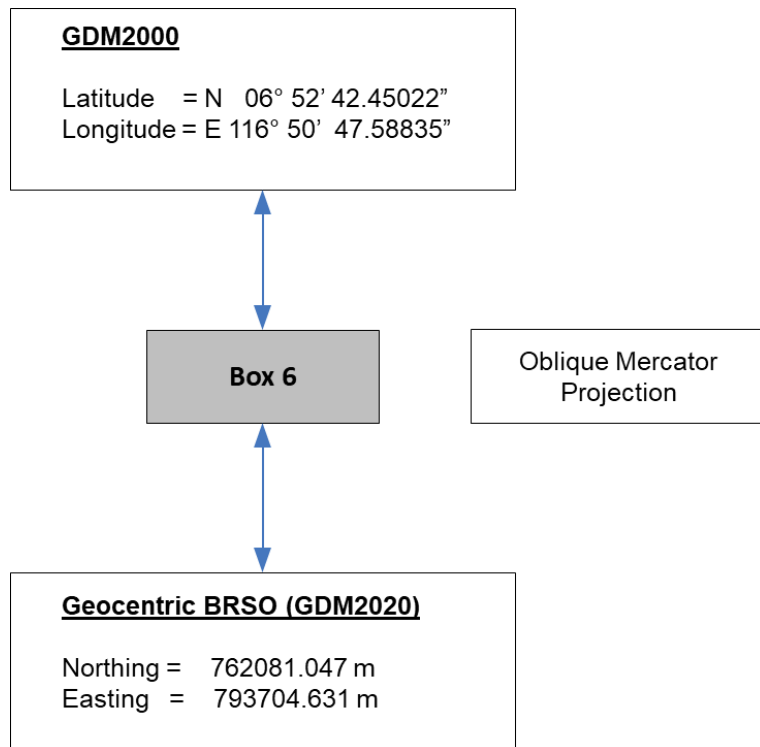 GDM2000
Latitude = N 06° 52’ 42.45022”
Longitude = E 116° 50’ 47.58835”
Box 6
Oblique Mercator
Projection
Geocentric BRSO (GDM2020)
Northing = 762081.047 m
Easting = 793704.631 m